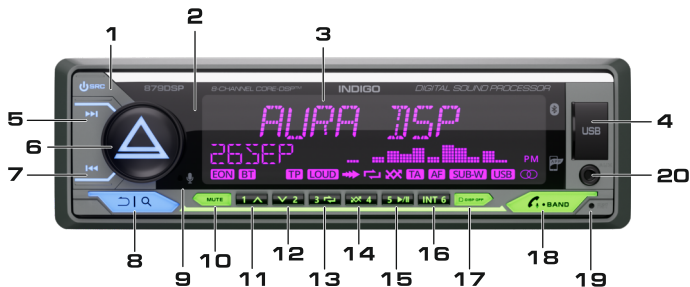 1 2 3 4 5 6 7 8 9 10 11 12 13 14 15 16 17 18 19 20
SRC 879DSP 8-CHANNEL CORE-DSP INDIGO DIGITAL SOUND PROCESSOR
AURA DSP
USB
26SEP PM
EON BT TP LOUD TA AF SUB-W USB
MUTE 1 2 3 4 5 INT 6 DISP OFF BAND